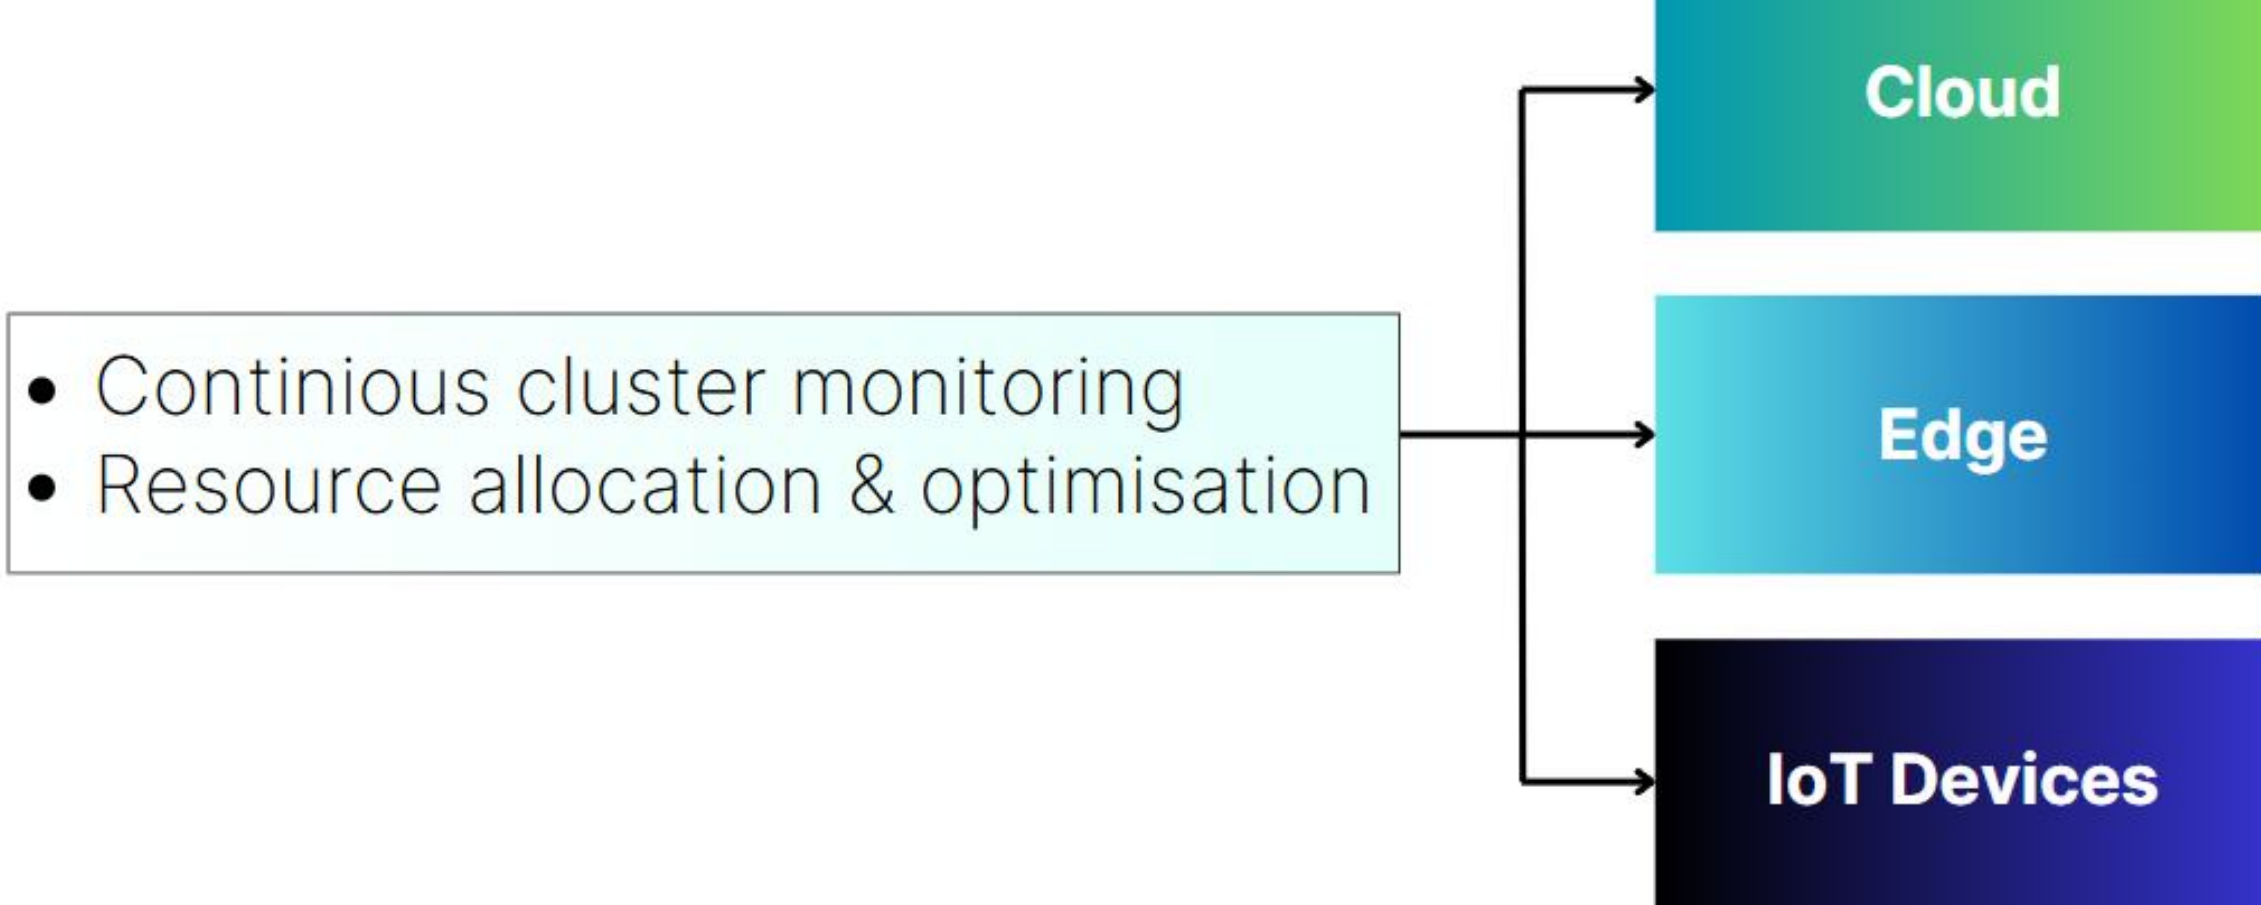 Cloud
• Continious cluster monitoring
• Resource allocation & optimisation
Edge
IoT Devices